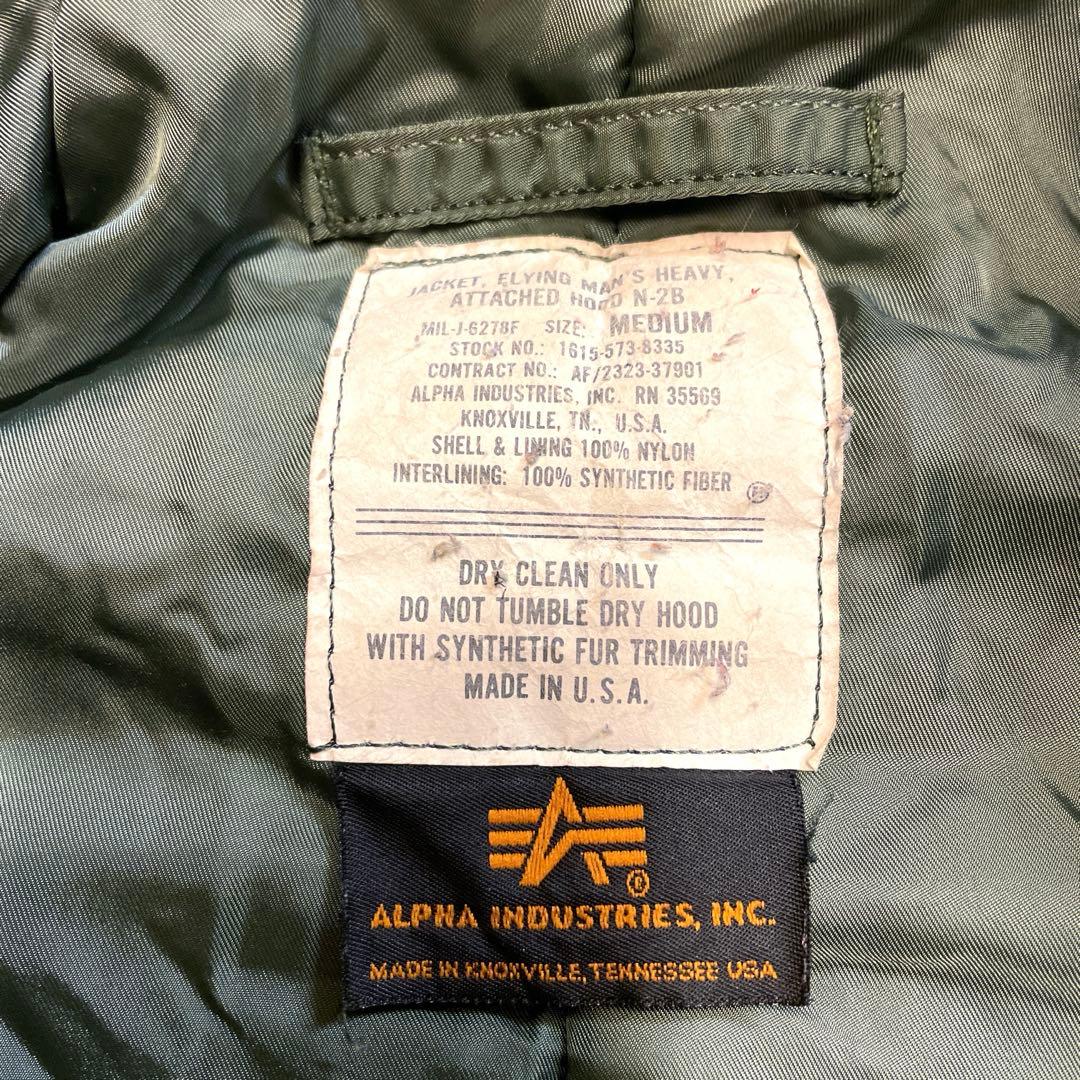 JACKET, FLYING MAN'S HEAVY,
ATTACHED HOOD N-2B
MIL-J-6278F SIZE: MEDIUM
STOCK NO.: 1615-573-8335
CONTRACT NO.: AF/2323-37901
ALPHA INDUSTRIES, INC. RN 35569
KNOXVILLE, TN., U.S.A.
SHELL & LINING 100% NYLON
INTERLINING: 100% SYNTHETIC FIBER
DRY CLEAN ONLY
DO NOT TUMBLE DRY HOOD
WITH SYNTHETIC FUR TRIMMING
MADE IN U.S.A.
®
ALPHA INDUSTRIES, INC.
MADE IN KNOXVILLE, TENNESSEE USA